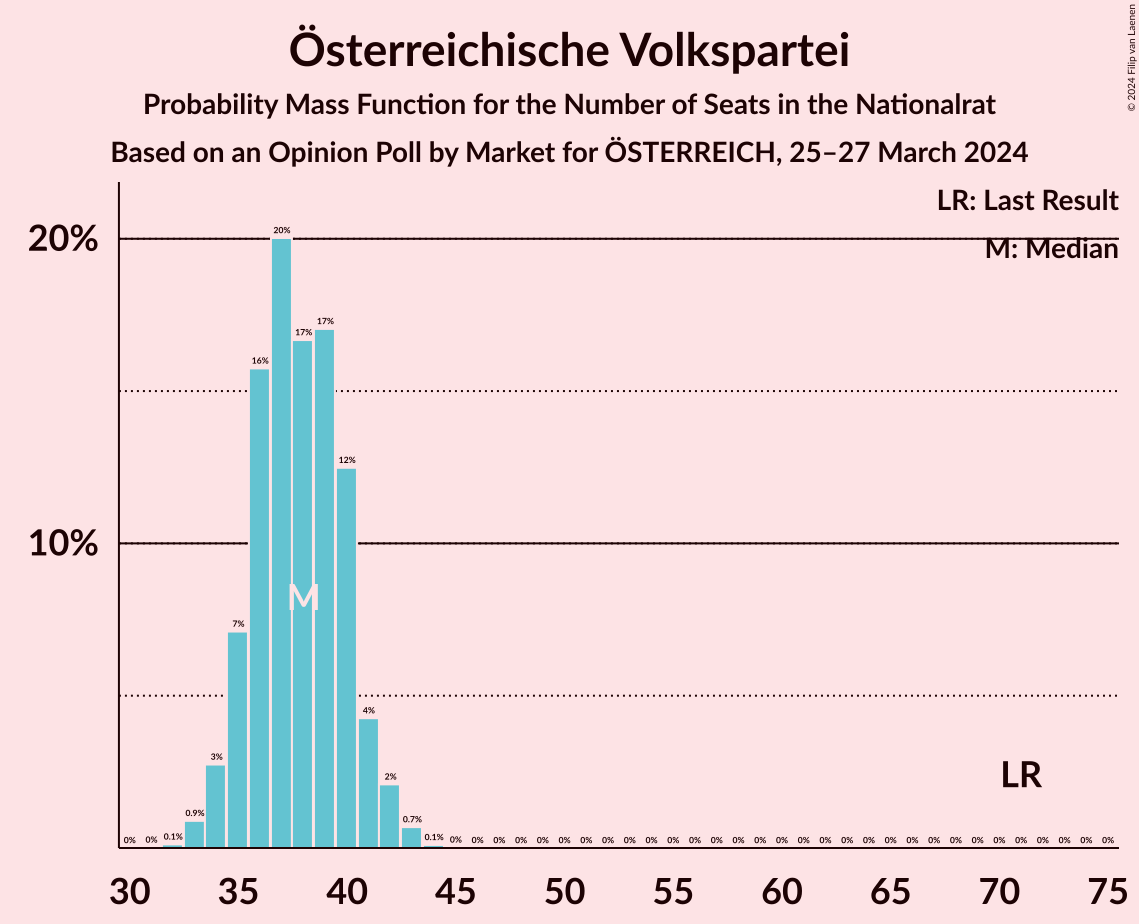 Österreichische Volkspartei
Probability Mass Function for the Number of Seats in the Nationalrat
Based on an Opinion Poll by Market for ÖSTERREICH, 25–27 March 2024
© 2024 Filip van Laenen
LR: Last Result
M: Median
20%
10%
0% 0% 0.1% 0.9% 3% 7% 16% 20% 17% 17% 12% 4% 2% 0.7% 0.1% 0% 0% 0% 0% 0% 0% 0% 0% 0% 0% 0% 0% 0% 0% 0% 0% 0% 0% 0% 0% 0% 0% 0% 0% 0% 0% 0% 0% 0% 0% 0%
M
LR
30 35 40 45 50 55 60 65 70 75